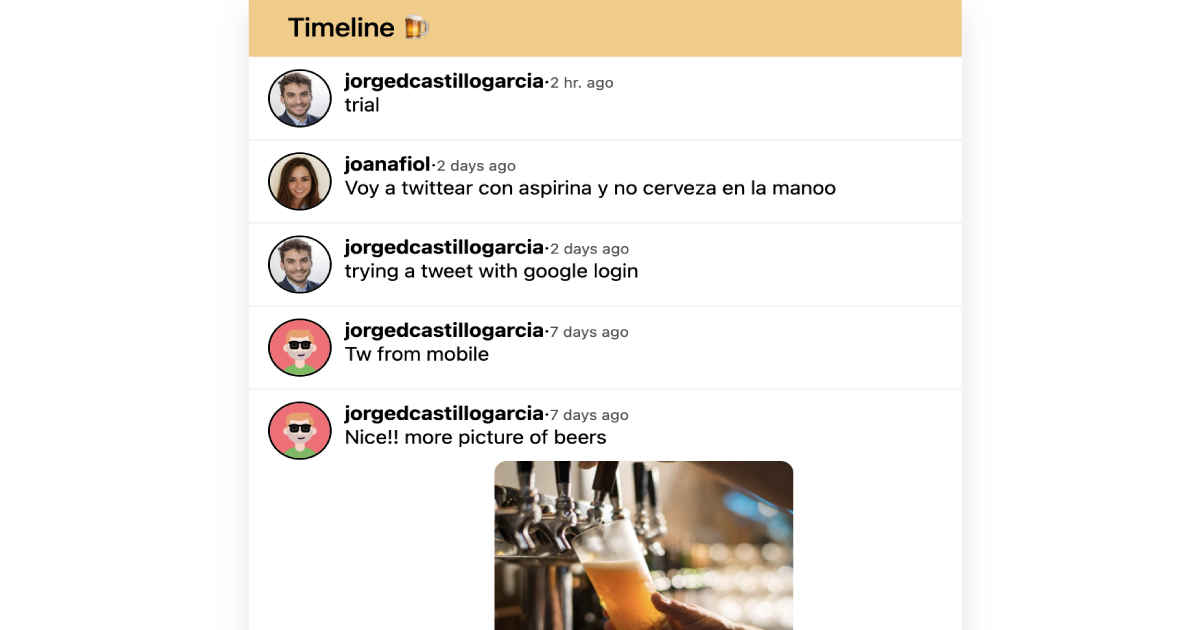 Timeline 🍺
jorgedcastillogarcia·2 hr. ago
trial
joanafiol·2 days ago
Voy a twittear con aspirina y no cerveza en la manoo
jorgedcastillogarcia·2 days ago
trying a tweet with google login
jorgedcastillogarcia·7 days ago
Tw from mobile
jorgedcastillogarcia·7 days ago
Nice!! more picture of beers